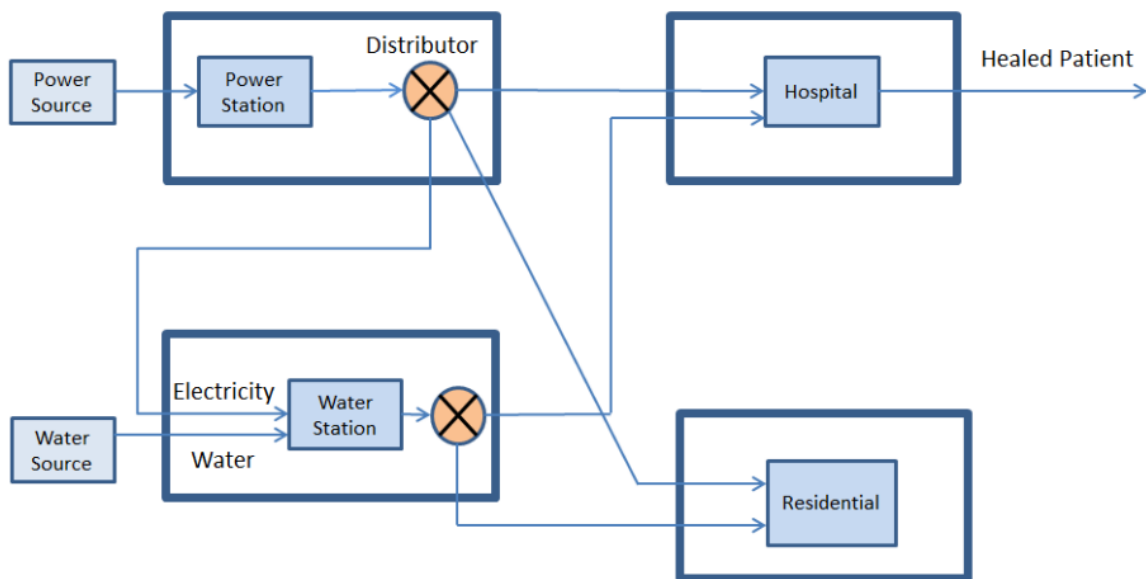 Distributor
Healed Patient
Power
Source
Power
Station
Hospital
Electricity
Water
Station
Water
Source
Water
Residential